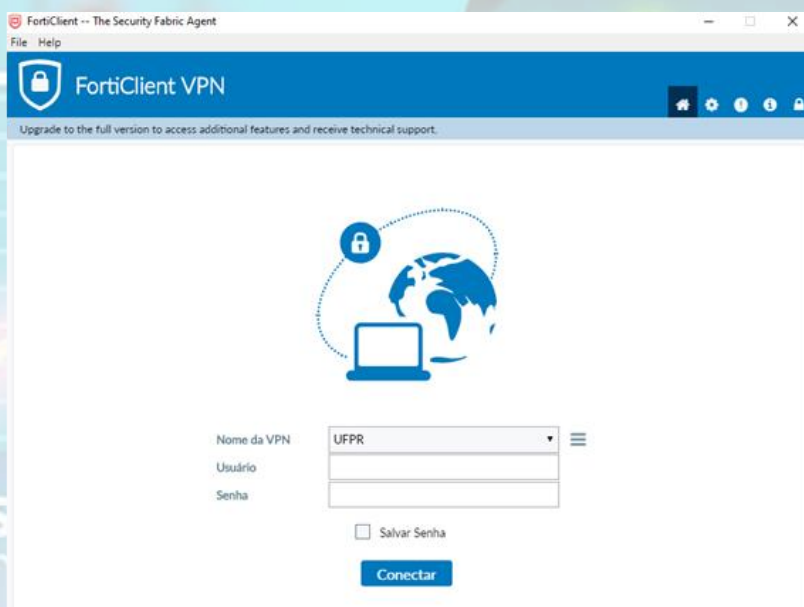 FortiClient -- The Security Fabric Agent
File Help
FortiClient VPN
Upgrade to the full version to access additional features and receive technical support.
Nome da VPN UFPR
Usuário
Senha
Salvar Senha
Conectar